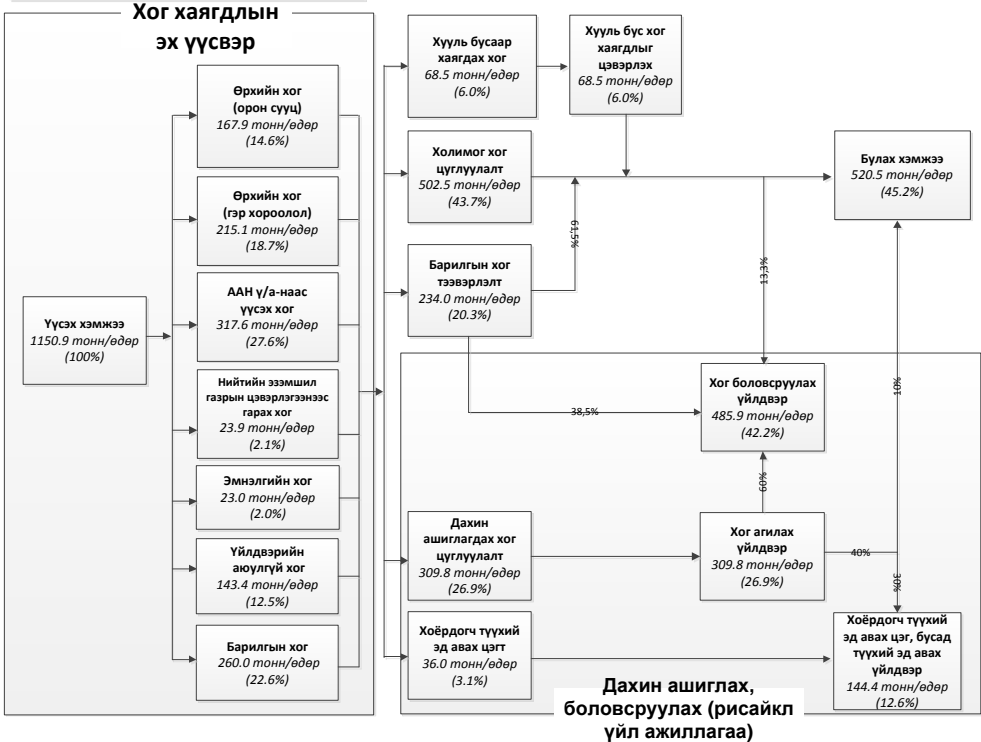 Хог хаягдлын
эх үүсвэр
Үүсэх хэмжээ
1150.9 тонн/өдөр
(100%)
Өрхийн хог
(орон сууц)
167.9 тонн/өдөр
(14.6%)
Өрхийн хог
(гэр хороолол)
215.1 тонн/өдөр
(18.7%)
ААН ү/а-наас
үүсэх хог
317.6 тонн/өдөр
(27.6%)
Нийтийн эзэмшил
газрын цэвэрлэгээнээс
гарах хог
23.9 тонн/өдөр
(2.1%)
Эмнэлгийн хог
23.0 тонн/өдөр
(2.0%)
Үйлдвэрийн
аюулгүй хог
143.4 тонн/өдөр
(12.5%)
Барилгын хог
260.0 тонн/өдөр
(22.6%)
Хууль бусаар
хаягдах хог
68.5 тонн/өдөр
(6.0%)
Хууль бус хог
хаягдлыг
цэвэрлэх
68.5 тонн/өдөр
(6.0%)
Холимог хог
цуглуулалт
502.5 тонн/өдөр
(43.7%)
Булах хэмжээ
520.5 тонн/өдөр
(45.2%)
Барилгын хог
тээвэрлэлт
234.0 тонн/өдөр
(20.3%)
61,5%
13,3%
38,5%
Хог боловсруулах
үйлдвэр
485.9 тонн/өдөр
(42.2%)
10%
60%
Дахин
ашиглагдах хог
цуглуулалт
309.8 тонн/өдөр
(26.9%)
Хог агилах
үйлдвэр
309.8 тонн/өдөр
(26.9%)
40%
30%
Хоёрдогч түүхий
эд авах цэгт
36.0 тонн/өдөр
(3.1%)
Хоёрдогч түүхий
эд авах цэг, бусад
түүхий эд авах
үйлдвэр
144.4 тонн/өдөр
(12.6%)
Дахин ашиглах,
боловсруулах (рисайкл
үйл ажиллагаа)